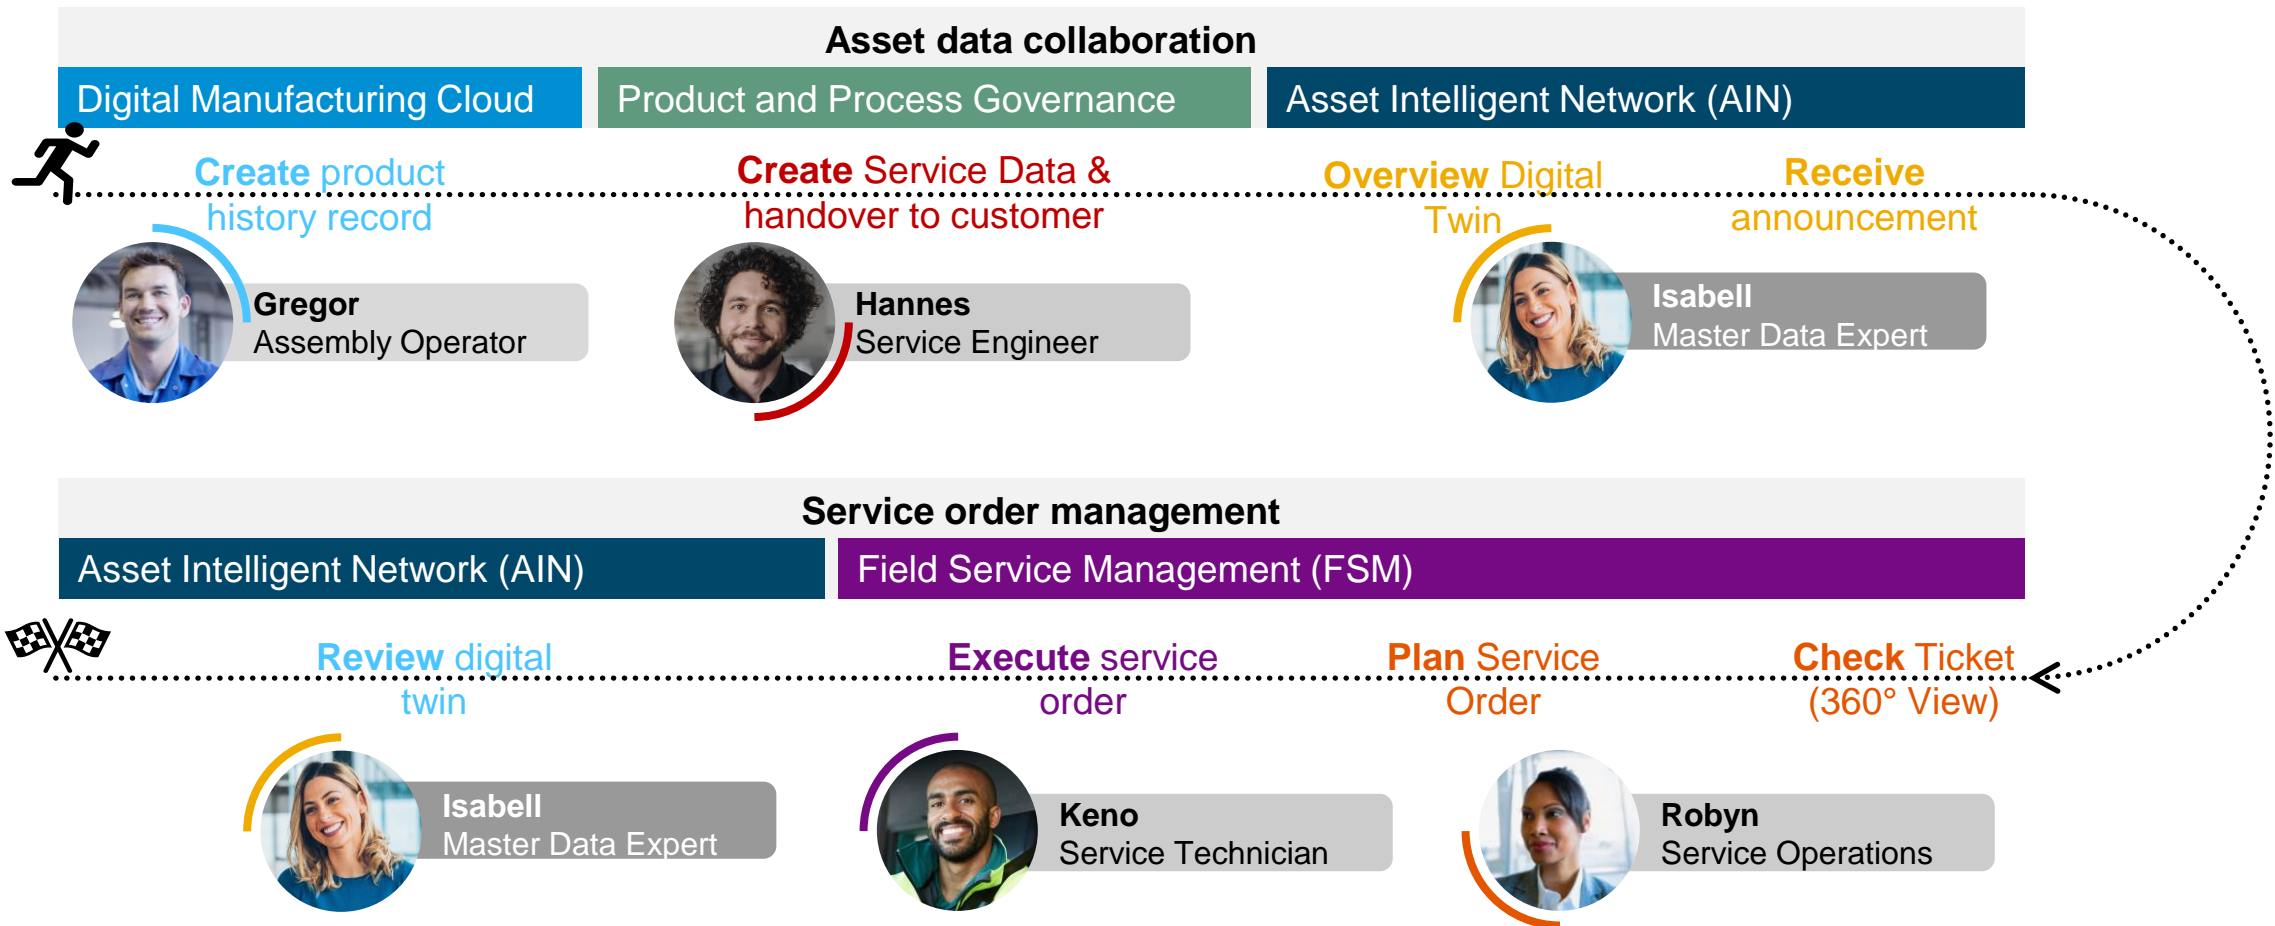 Asset data collaboration
Digital Manufacturing Cloud
Product and Process Governance
Asset Intelligent Network (AIN)
Create product
history record
Create Service Data &
handover to customer
Overview Digital
Twin
Receive
announcement
Gregor
Assembly Operator
Hannes
Service Engineer
Isabell
Master Data Expert
Service order management
Asset Intelligent Network (AIN)
Field Service Management (FSM)
Review digital
twin
Execute service
order
Plan Service
Order
Check Ticket
(360° View)
Isabell
Master Data Expert
Keno
Service Technician
Robyn
Service Operations